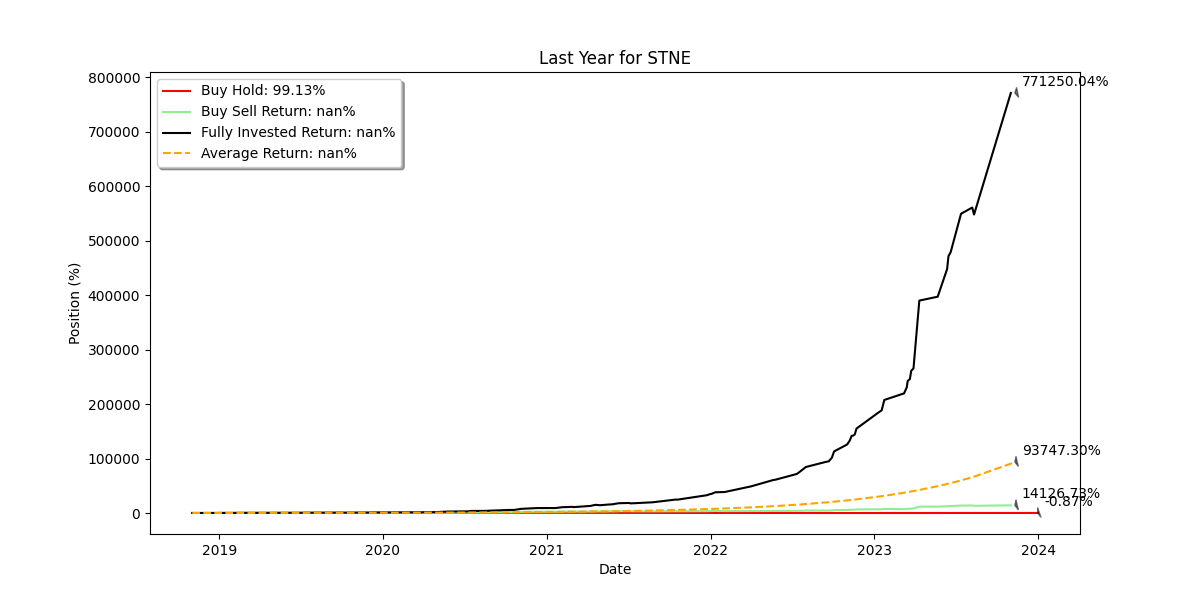 Last Year for STNE
800000
700000
600000
500000
400000
300000
200000
100000
0
Position (%)
Buy Hold: 99.13%
Buy Sell Return: nan%
Fully Invested Return: nan%
Average Return: nan%
771250.04%
93747.30%
14126.73%
-0.87%
2019
2020
2021
2022
2023
2024
Date